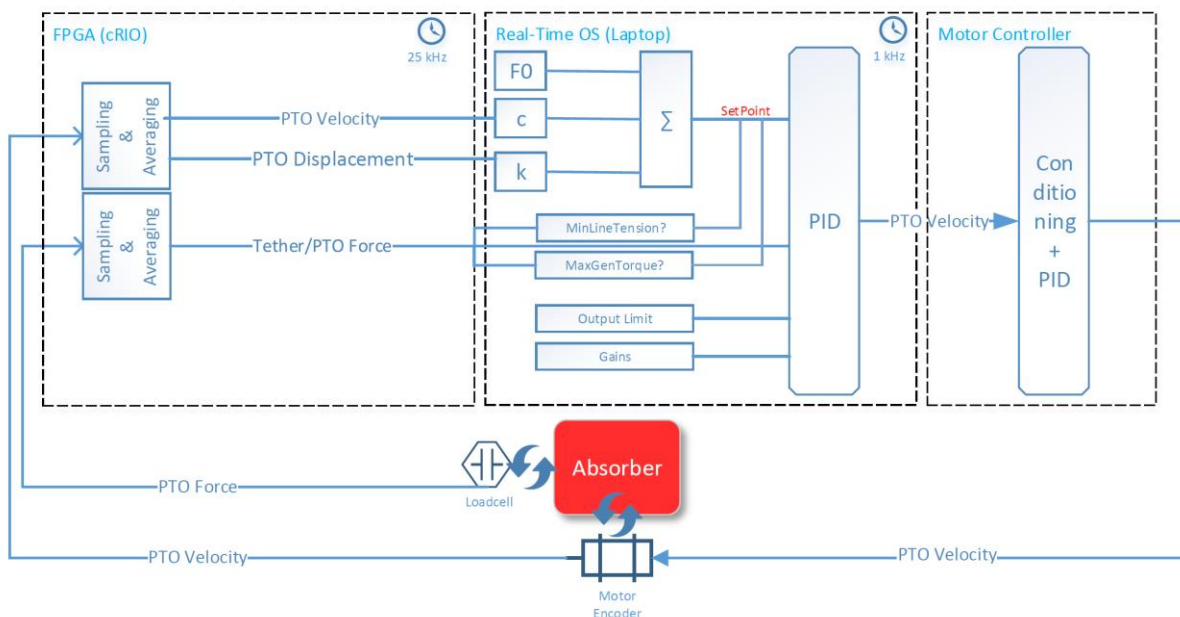 FPGA (cRIO)
25 kHz
Real-Time OS (Laptop)
1 kHz
Motor Controller
Sampling
&
Averaging
PTO Velocity
PTO Displacement
Sampling
&
Averaging
Tether/PTO Force
F0
c
k
Σ
SetPoint
MinLineTension?
MaxGenTorque?
Output Limit
Gains
PID
PTO Velocity
Con
ditio
ning
+
PID
Absorber
Loadcell
PTO Force
PTO Velocity
PTO Velocity
Motor
Encoder